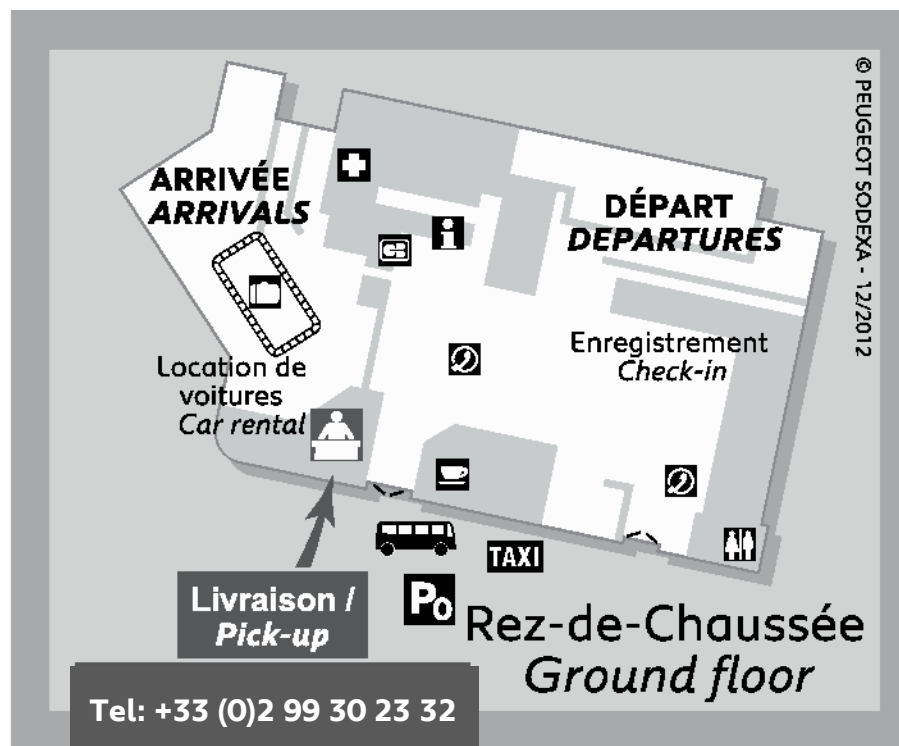 © PEUGEOT SODEXA - 12/2012
ARRIVÉE
ARRIVALS
DÉPART
DEPARTURES
Enregistrement
Check-in
Location de
voitures
Car rental
TAXI
P0
Livraison /
Pick-up
Rez-de-Chaussée
Ground floor
Tel: +33 (0)2 99 30 23 32